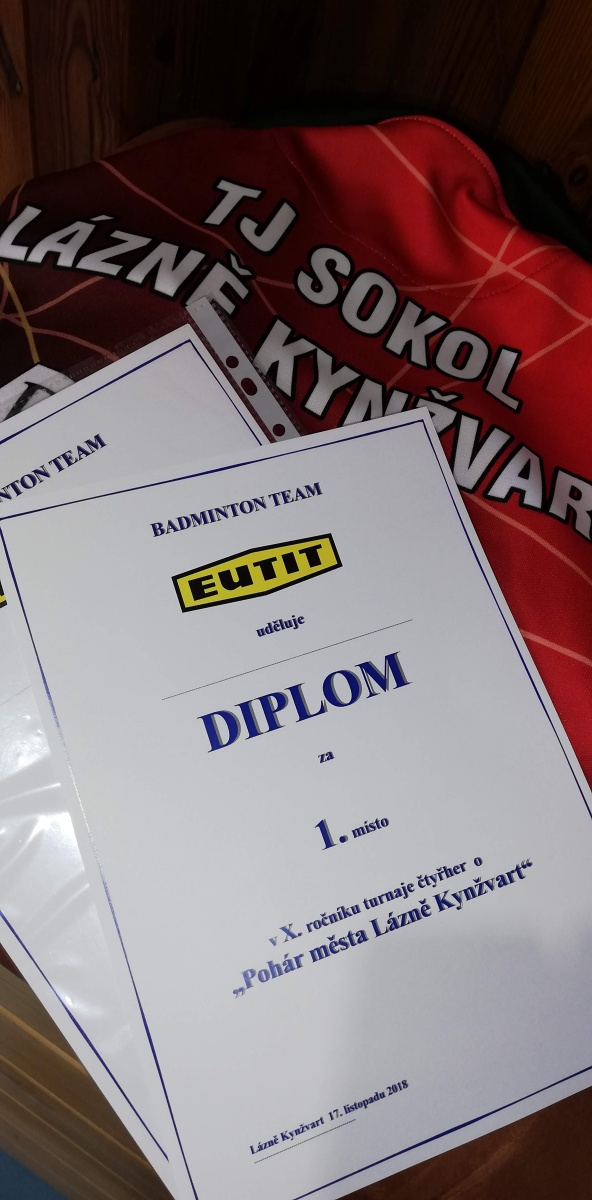 TJ SOKOL
LÁZNĚ KYNŽVART
NTON TEAM
BADMINTON TEAM
EUTIT
uděluje
DIPLOM
za
1. místo
v X. ročníku turnaje čtyřher o
„Pohár města Lázně Kynžvart“
Lázně Kynžvart 17. listopadu 2018